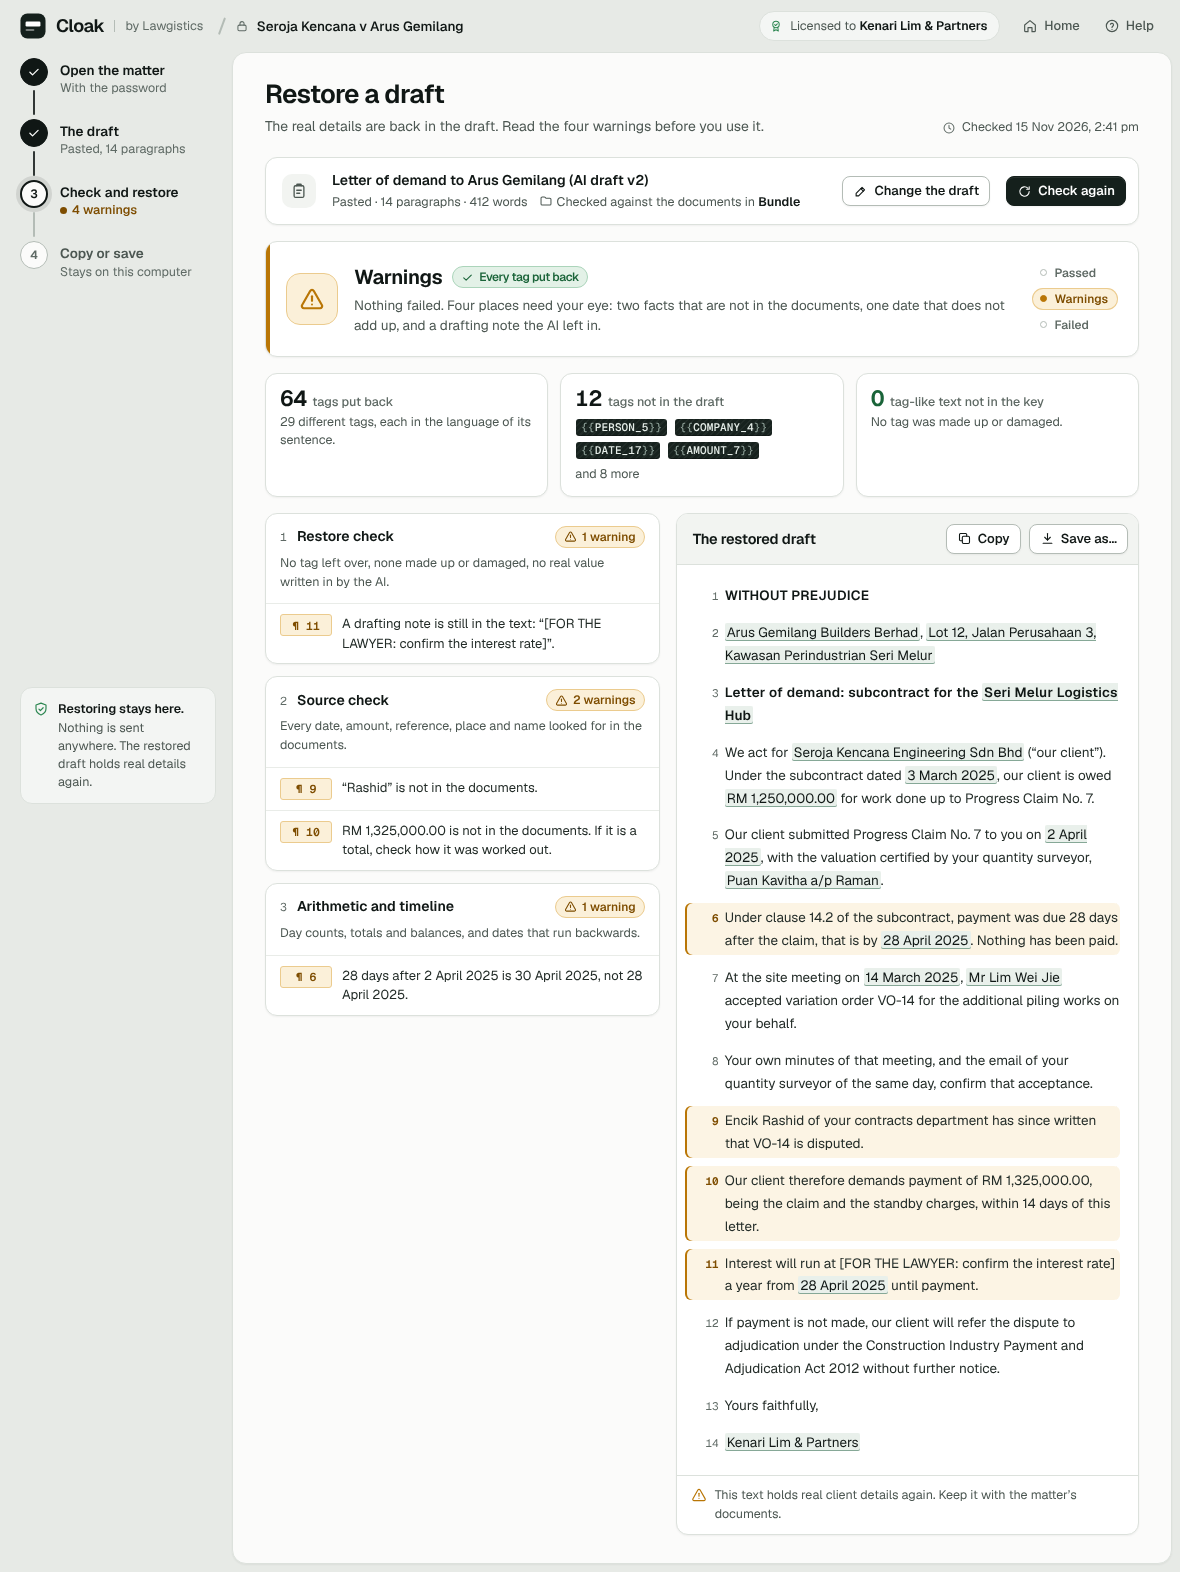 Cloak by Lawgistics / Seroja Kencana v Arus Gemilang
Licensed to Kenari Lim & Partners
Home
Help
Open the matter
With the password
The draft
Pasted, 14 paragraphs
3 Check and restore
4 warnings
4 Copy or save
Stays on this computer
Restoring stays here.
Nothing is sent
anywhere. The restored
draft holds real details
again.
Restore a draft
The real details are back in the draft. Read the four warnings before you use it.
Checked 15 Nov 2026, 2:41 pm
Letter of demand to Arus Gemilang (AI draft v2)
Pasted · 14 paragraphs · 412 words Checked against the documents in Bundle
Change the draft
Check again
Warnings Every tag put back
Nothing failed. Four places need your eye: two facts that are not in the documents, one date that does not
add up, and a drafting note the AI left in.
Passed
Warnings
Failed
64 tags put back
29 different tags, each in the language of its
sentence.
12 tags not in the draft
{{PERSON_5}} {{COMPANY_4}}
{{DATE_17}} {{AMOUNT_7}}
and 8 more
0 tag-like text not in the key
No tag was made up or damaged.
1 Restore check 1 warning
No tag left over, none made up or damaged, no real value
written in by the AI.
¶ 11 A drafting note is still in the text: “[FOR THE
LAWYER: confirm the interest rate]”.
2 Source check 2 warnings
Every date, amount, reference, place and name looked for in the
documents.
¶ 9 “Rashid” is not in the documents.
¶ 10 RM 1,325,000.00 is not in the documents. If it is a
total, check how it was worked out.
3 Arithmetic and timeline 1 warning
Day counts, totals and balances, and dates that run backwards.
¶ 6 28 days after 2 April 2025 is 30 April 2025, not 28
April 2025.
The restored draft Copy Save as…
1 WITHOUT PREJUDICE
2 Arus Gemilang Builders Berhad, Lot 12, Jalan Perusahaan 3,
Kawasan Perindustrian Seri Melur
3 Letter of demand: subcontract for the Seri Melur Logistics
Hub
4 We act for Seroja Kencana Engineering Sdn Bhd (“our client”).
Under the subcontract dated 3 March 2025, our client is owed
RM 1,250,000.00 for work done up to Progress Claim No. 7.
5 Our client submitted Progress Claim No. 7 to you on 2 April
2025, with the valuation certified by your quantity surveyor,
Puan Kavitha a/p Raman.
6 Under clause 14.2 of the subcontract, payment was due 28 days
after the claim, that is by 28 April 2025. Nothing has been paid.
7 At the site meeting on 14 March 2025, Mr Lim Wei Jie
accepted variation order VO-14 for the additional piling works on
your behalf.
8 Your own minutes of that meeting, and the email of your
quantity surveyor of the same day, confirm that acceptance.
9 Encik Rashid of your contracts department has since written
that VO-14 is disputed.
10 Our client therefore demands payment of RM 1,325,000.00,
being the claim and the standby charges, within 14 days of this
letter.
11 Interest will run at [FOR THE LAWYER: confirm the interest rate]
a year from 28 April 2025 until payment.
12 If payment is not made, our client will refer the dispute to
adjudication under the Construction Industry Payment and
Adjudication Act 2012 without further notice.
13 Yours faithfully,
14 Kenari Lim & Partners
This text holds real client details again. Keep it with the matter’s
documents.